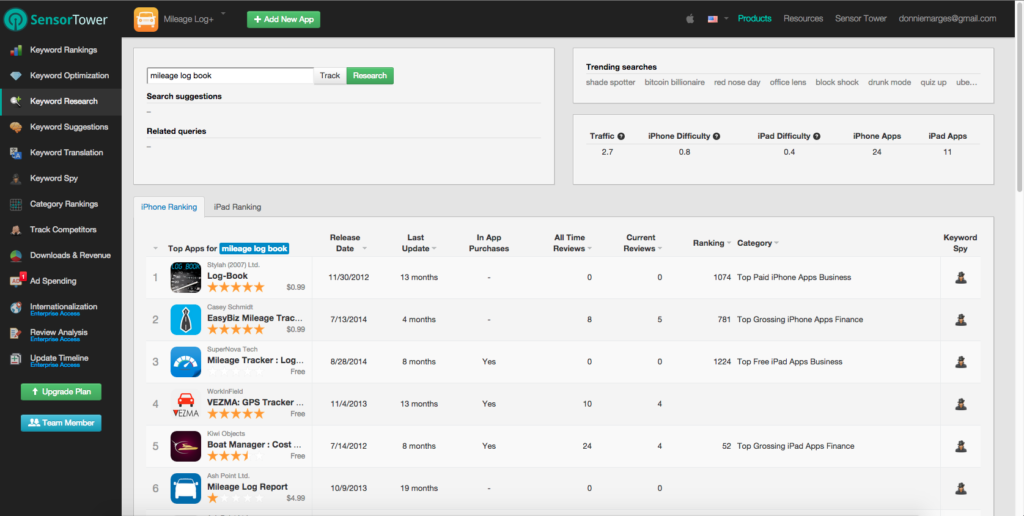 SensorTower
Mileage Log+
+ Add New App
Products
Resources
Sensor Tower
donniemarges@gmail.com
Keyword Rankings
Keyword Optimization
Keyword Research
Keyword Suggestions
Keyword Translation
Keyword Spy
Category Rankings
Track Competitors
Downloads & Revenue
1
Ad Spending
Internationalization
Enterprise Access
Review Analysis
Enterprise Access
Update Timeline
Enterprise Access
Upgrade Plan
Team Member
mileage log book
Track
Research
Search suggestions
–
Related queries
–
Trending searches
shade spotter bitcoin billionaire red nose day office lens block shock drunk mode quiz up ube...
Traffic ? iPhone Difficulty ? iPad Difficulty ? iPhone Apps iPad Apps
2.7 0.8 0.4 24 11
iPhone Ranking iPad Ranking
Top Apps for mileage log book
Release Date
Last Update
In App Purchases
All Time Reviews
Current Reviews
Ranking
Category
Keyword Spy
1
Stylah (2007) Ltd.
Log-Book
$0.99
LOG BOOK
11/30/2012 13 months - 0 0 1074 Top Paid iPhone Apps Business
2
Casey Schmidt
EasyBiz Mileage Trac...
$0.99
7/13/2014 4 months - 8 5 781 Top Grossing iPhone Apps Finance
3
SuperNova Tech
Mileage Tracker : Log...
Free
8/28/2014 8 months Yes 0 0 1224 Top Free iPad Apps Business
4
VEZMA
WorkinField
VEZMA: GPS Tracker ...
Free
11/4/2013 13 months Yes 10 4
5
Kiwi Objects
Boat Manager : Cost ...
Free
7/14/2012 8 months Yes 24 4 52 Top Grossing iPad Apps Finance
6
Ash Point Ltd.
Mileage Log Report
$4.99
10/9/2013 19 months - 0 0